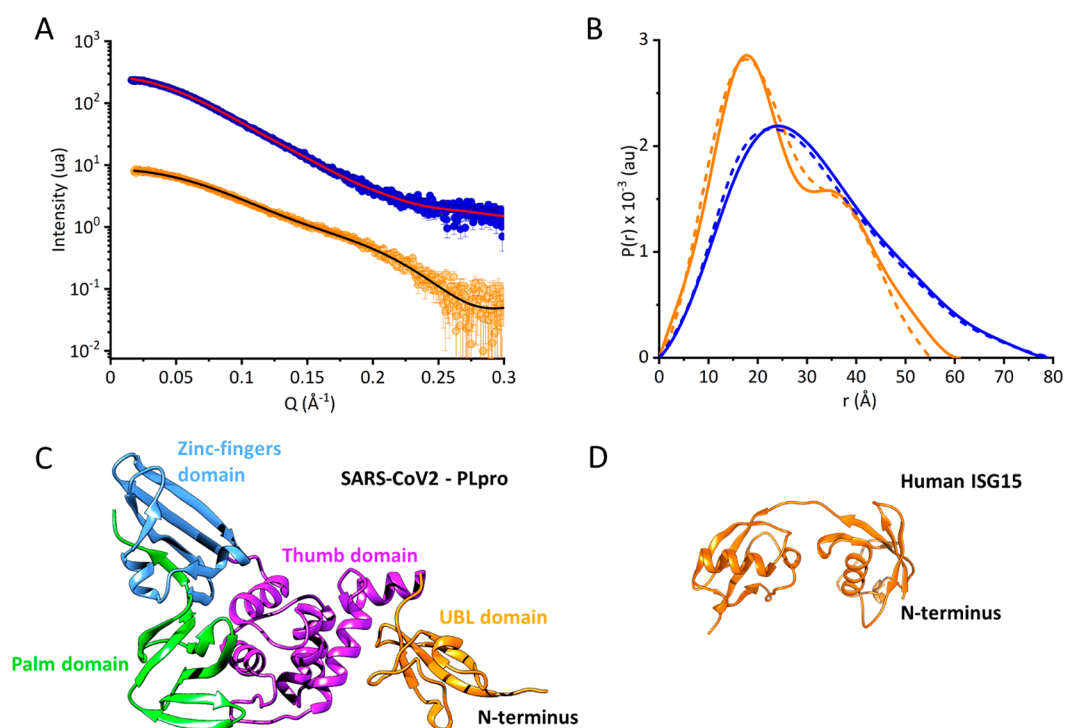 A
Intensity (ua)
10³
10²
10¹
10⁰
10⁻¹
10⁻²
0
0.05
0.1
0.15
0.2
0.25
0.3
Q (Å⁻¹)
B
P(r) x 10⁻³ (au)
3
2
1
0
0
10
20
30
40
50
60
70
80
r (Å)
C
Zinc-fingers
domain
SARS-CoV2 - PLpro
Thumb domain
UBL domain
Palm domain
N-terminus
D
Human ISG15
N-terminus